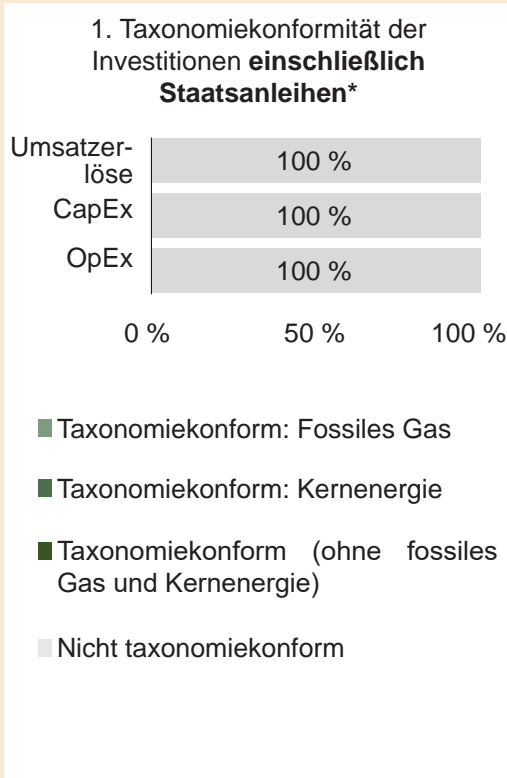 1. Taxonomiekonformität der
Investitionen einschließlich
Staatsanleihen*
Umsatzer-
löse
100 %
CapEx
100 %
OpEx
100 %
0 %
50 %
100 %
Taxonomiekonform: Fossiles Gas
Taxonomiekonform: Kernenergie
Taxonomiekonform (ohne fossiles
Gas und Kernenergie)
Nicht taxonomiekonform